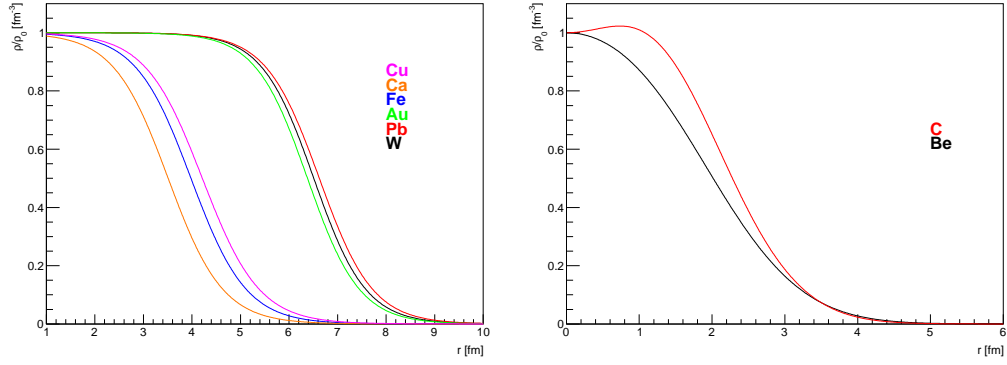 ρ/ρ₀ [fm⁻³]
1
0.8
0.6
0.4
0.2
0
Cu
Ca
Fe
Au
Pb
W
1 2 3 4 5 6 7 8 9 10
r [fm]
ρ/ρ₀ [fm⁻³]
1
0.8
0.6
0.4
0.2
0
C
Be
0 1 2 3 4 5 6
r [fm]